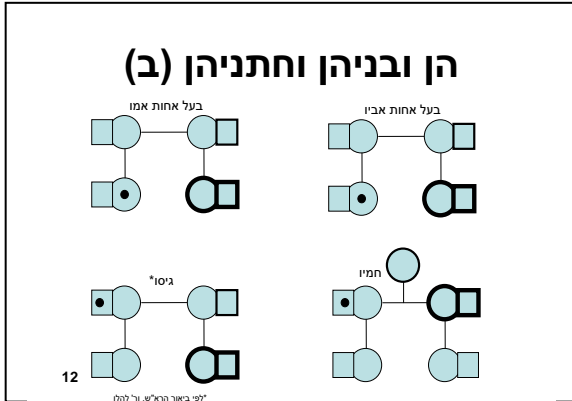 הן ובניהן וחתניהן (ב)
בעל אחות אביו
בעל אחות אמו
חמיו
גיסו*
12
*לפי ביאור הרא"ש, ור' להלן